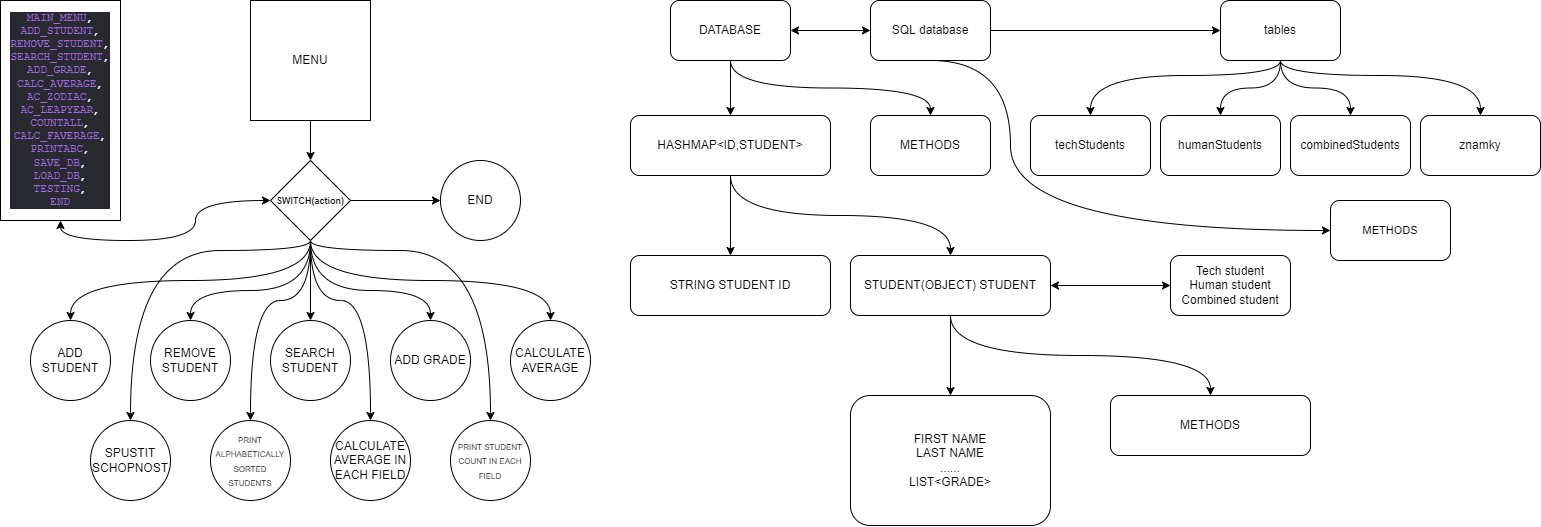 MAIN_MENU,
ADD_STUDENT,
REMOVE_STUDENT,
SEARCH_STUDENT,
ADD_GRADE,
CALC_AVERAGE,
AC_ZODIAC,
AC_LEAPYEAR,
COUNTALL,
CALC_FAVERAGE,
PRINTABC,
SAVE_DB,
LOAD_DB,
TESTING,
END
MENU
SWITCH(action)
END
ADD
STUDENT
REMOVE
STUDENT
SEARCH
STUDENT
ADD GRADE
CALCULATE
AVERAGE
SPUSTIT
SCHOPNOST
PRINT
ALPHABETICALLY
SORTED
STUDENTS
CALCULATE
AVERAGE IN
EACH FIELD
PRINT STUDENT
COUNT IN EACH
FIELD
DATABASE
SQL database
tables
HASHMAP<ID,STUDENT>
METHODS
techStudents
humanStudents
combinedStudents
znamky
METHODS
STRING STUDENT ID
STUDENT(OBJECT) STUDENT
Tech student
Human student
Combined student
FIRST NAME
LAST NAME
......
LIST<GRADE>
METHODS